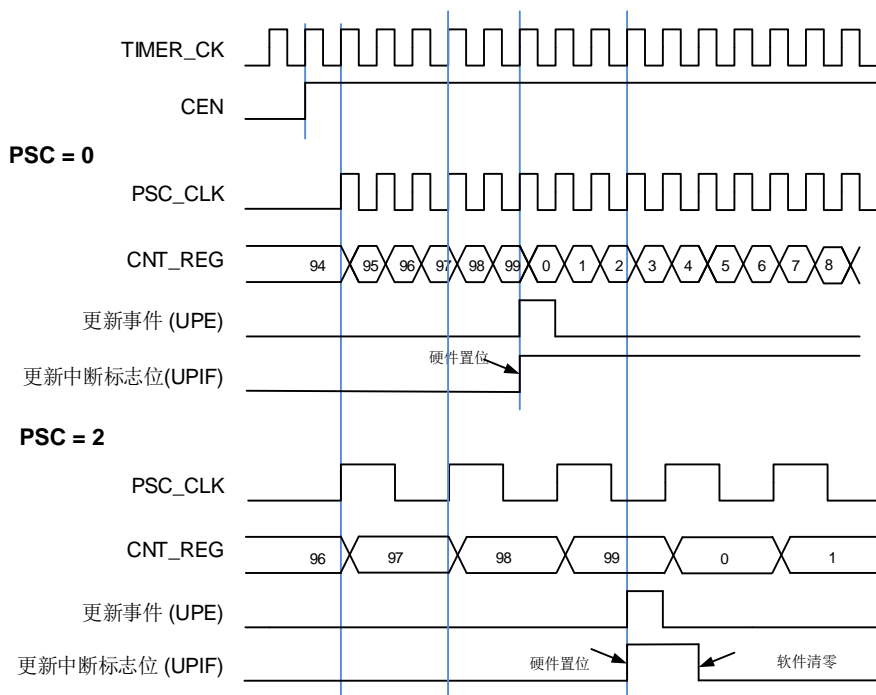 TIMER_CK
CEN
PSC = 0
PSC_CLK
CNT_REG 94 95 96 97 98 99 0 1 2 3 4 5 6 7 8
更新事件 (UPE)
硬件置位
更新中断标志位(UPIF)
PSC = 2
PSC_CLK
CNT_REG 96 97 98 99 0 1
更新事件 (UPE)
更新中断标志位 (UPIF) 硬件置位 软件清零